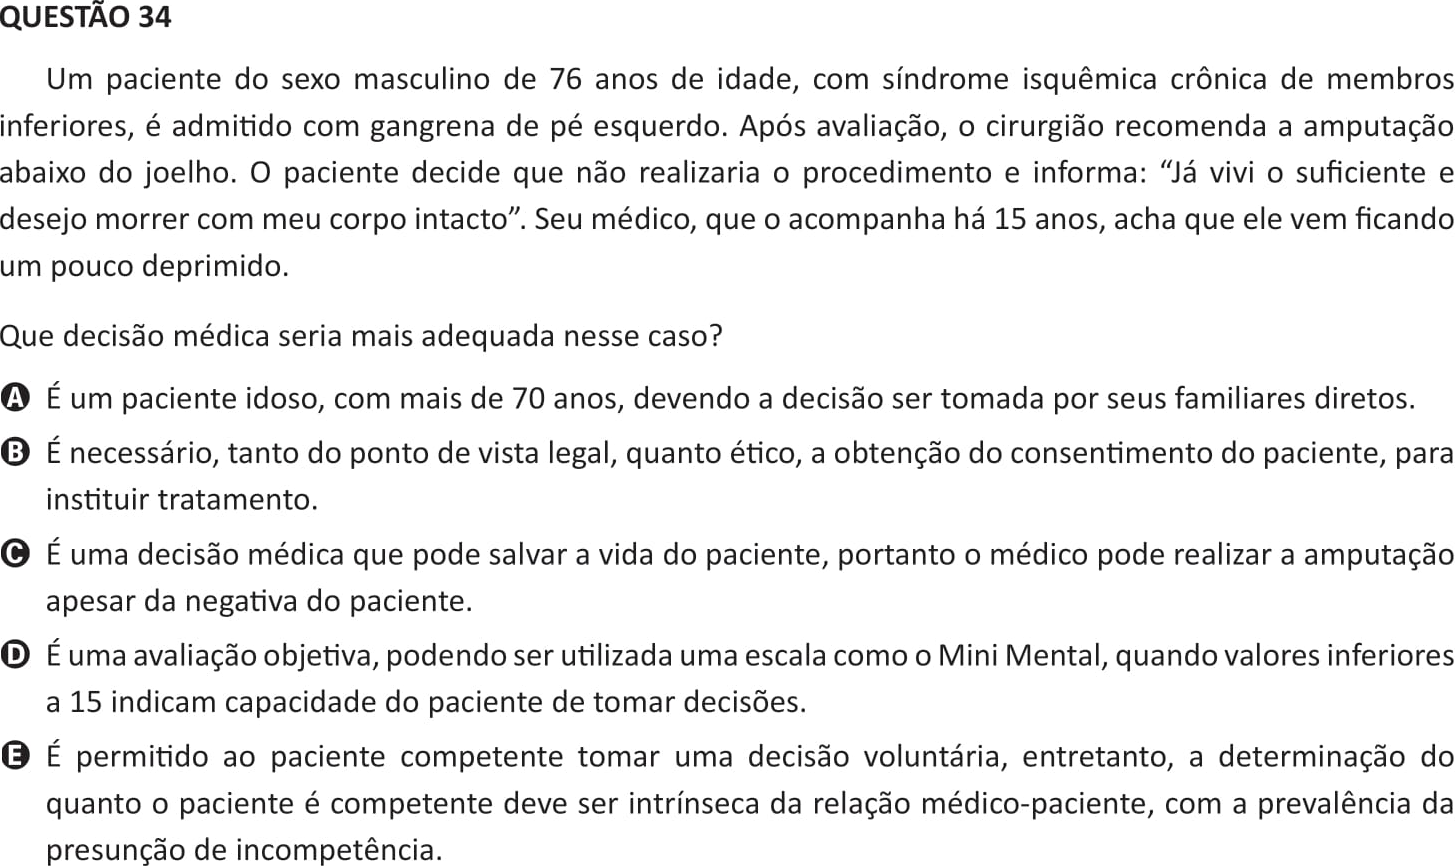 QUESTÃO 34
Um paciente do sexo masculino de 76 anos de idade, com síndrome isquêmica crônica de membros
inferiores, é admitido com gangrena de pé esquerdo. Após avaliação, o cirurgião recomenda a amputação
abaixo do joelho. O paciente decide que não realizaria o procedimento e informa: “Já vivi o suficiente e
desejo morrer com meu corpo intacto”. Seu médico, que o acompanha há 15 anos, acha que ele vem ficando
um pouco deprimido.
Que decisão médica seria mais adequada nesse caso?
A É um paciente idoso, com mais de 70 anos, devendo a decisão ser tomada por seus familiares diretos.
B É necessário, tanto do ponto de vista legal, quanto ético, a obtenção do consentimento do paciente, para
instituir tratamento.
C É uma decisão médica que pode salvar a vida do paciente, portanto o médico pode realizar a amputação
apesar da negativa do paciente.
D É uma avaliação objetiva, podendo ser utilizada uma escala como o Mini Mental, quando valores inferiores
a 15 indicam capacidade do paciente de tomar decisões.
E É permitido ao paciente competente tomar uma decisão voluntária, entretanto, a determinação do
quanto o paciente é competente deve ser intrínseca da relação médico-paciente, com a prevalência da
presunção de incompetência.